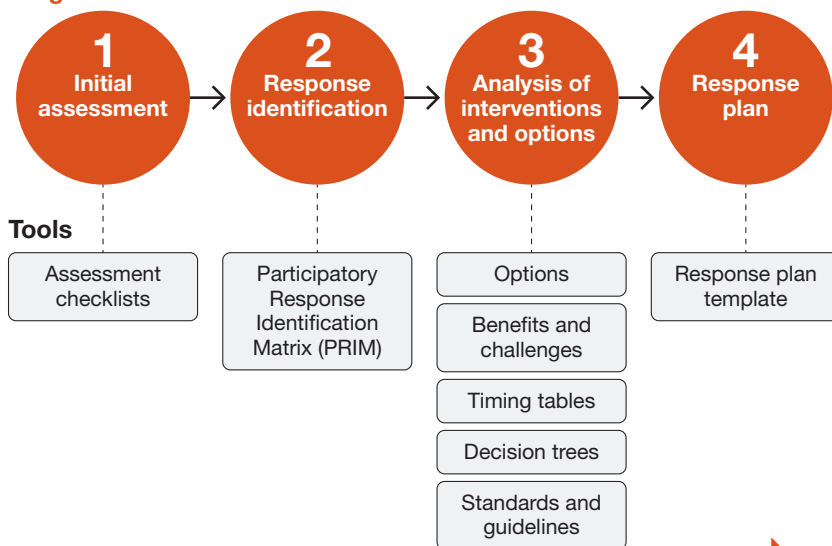 1
Initial
assessment
2
Response
identification
3
Analysis of
interventions
and options
4
Response
plan
Tools
Assessment
checklists
Participatory
Response
Identification
Matrix (PRIM)
Options
Benefits and
challenges
Timing tables
Decision trees
Standards and
guidelines
Response plan
template